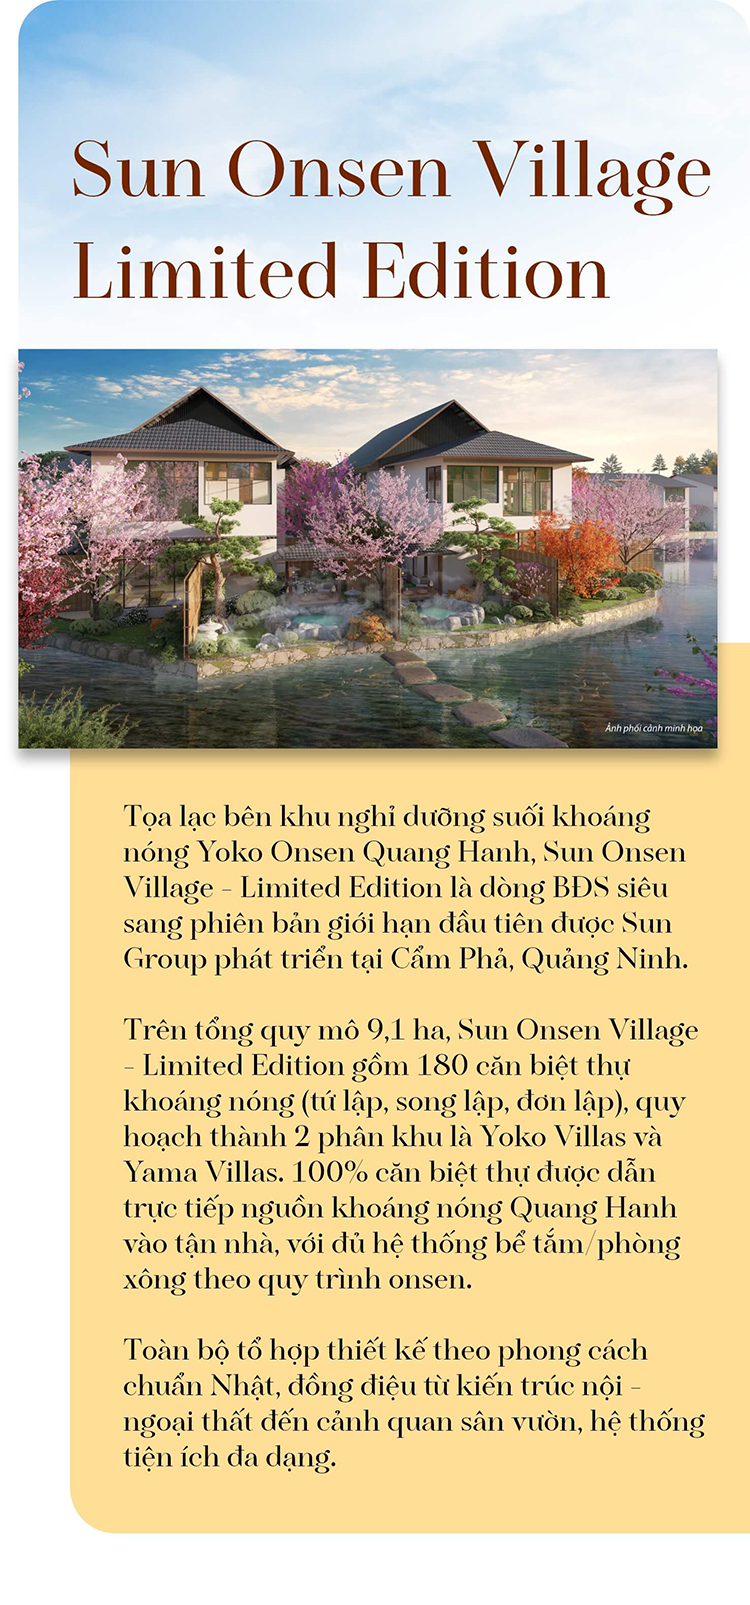 Sun Onsen Village
Limited Edition
Ảnh phối cảnh minh họa
Tọa lạc bên khu nghỉ dưỡng suối khoáng
nóng Yoko Onsen Quang Hanh, Sun Onsen
Village - Limited Edition là dòng BĐS siêu
sang phiên bản giới hạn đầu tiên được Sun
Group phát triển tại Cẩm Phả, Quảng Ninh.
Trên tổng quy mô 9,1 ha, Sun Onsen Village
- Limited Edition gồm 180 căn biệt thự
khoáng nóng (tứ lập, song lập, đơn lập), quy
hoạch thành 2 phân khu là Yoko Villas và
Yama Villas. 100% căn biệt thự được dẫn
trực tiếp nguồn khoáng nóng Quang Hanh
vào tận nhà, với đủ hệ thống bể tắm/phòng
xông theo quy trình onsen.
Toàn bộ tổ hợp thiết kế theo phong cách
chuẩn Nhật, đồng điệu từ kiến trúc nội -
ngoại thất đến cảnh quan sân vườn, hệ thống
tiện ích đa dạng.